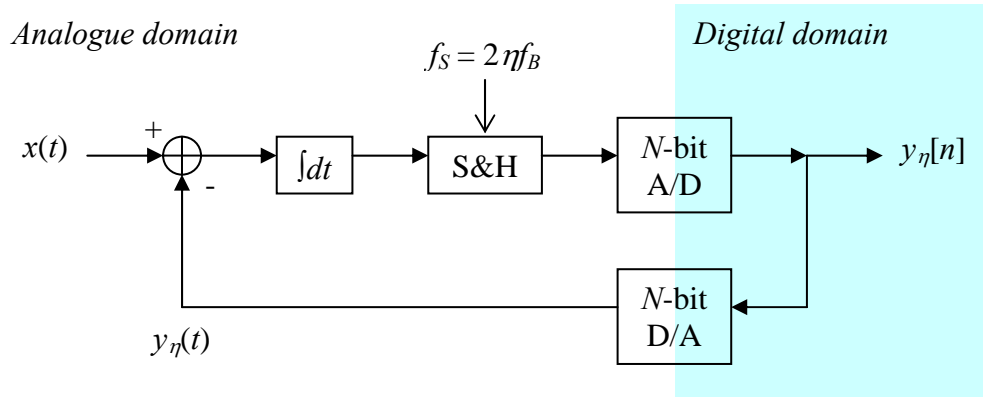 Analogue domain
Digital domain
f_S = 2ηf_B
x(t)
+
-
∫dt
S&H
N-bit
A/D
y_η[n]
N-bit
D/A
y_η(t)